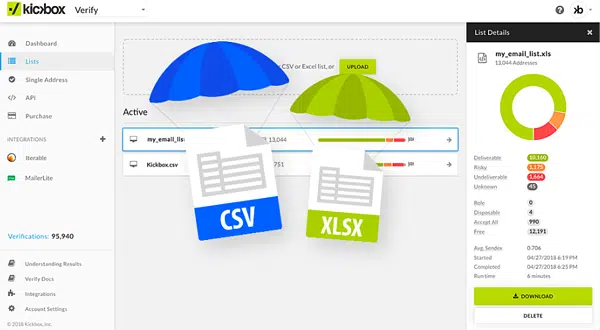 kickbox
Verify
kb
Dashboard
Lists
Single Address
API
Purchase
INTEGRATIONS
Iterable
MailerLite
Verifications: 95,940
Understanding Results
Verify Docs
Integrations
Account Settings
© 2018 Kickbox, Inc.
CSV or Excel list, or
UPLOAD
Active
my_email_lis
13,044
Kickbox.csv
751
CSV
XLSX
List Details
my_email_list.xls
13,044 Addresses
Deliverable 10,160
Risky 1,175
Undeliverable 1,664
Unknown 45
Role 0
Disposable 4
Accept All 990
Free 12,191
Avg. Sendex 0.706
Started 04/27/2018 6:19 PM
Completed 04/27/2018 6:25 PM
Run-time 6 minutes
DOWNLOAD
DELETE